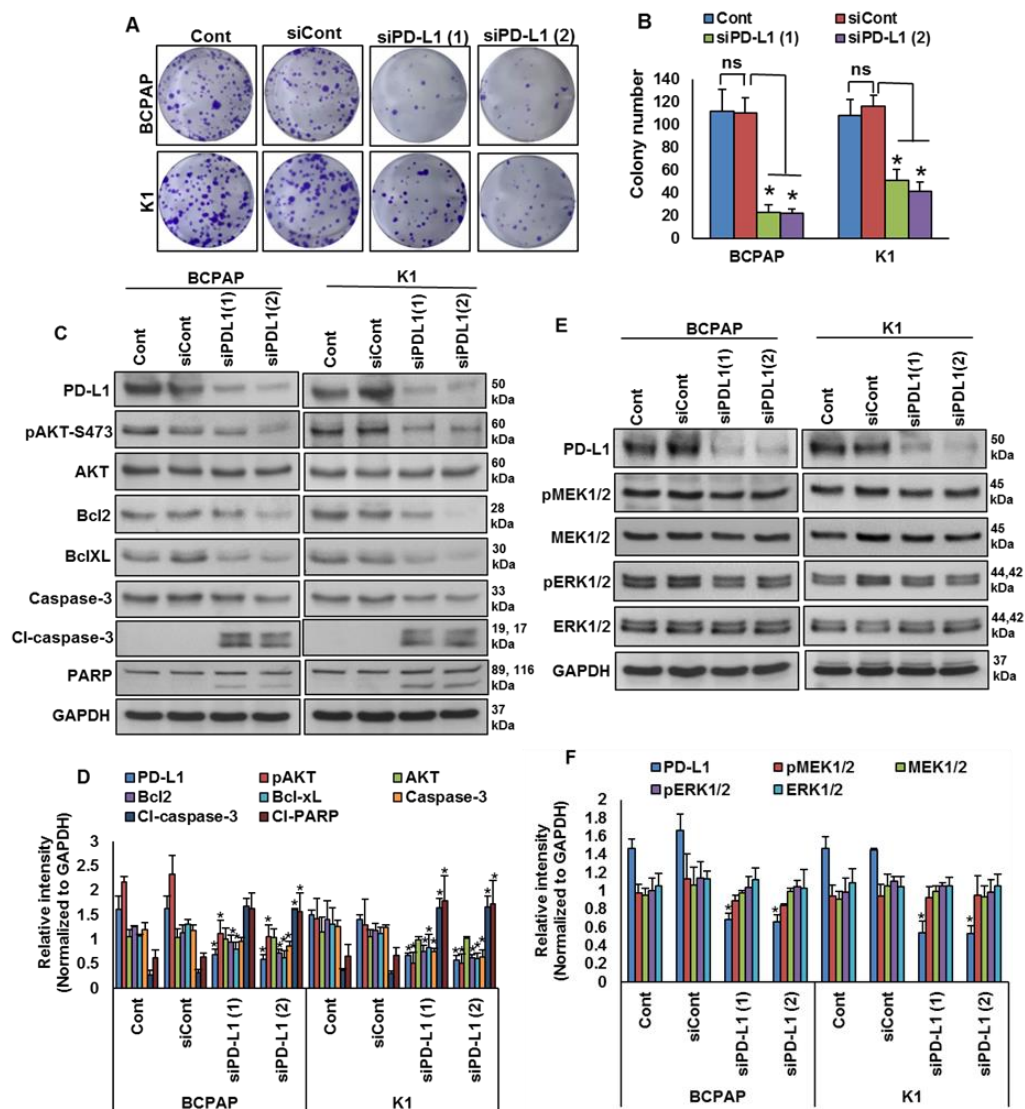 A
Cont
siCont
siPD-L1 (1)
siPD-L1 (2)
BCPAP
K1
B
Cont
siCont
siPD-L1 (1)
siPD-L1 (2)
Colony number
140
120
100
80
60
40
20
0
ns
ns
* *
* *
BCPAP
K1
C
BCPAP
K1
Cont
siCont
siPDL1(1)
siPDL1(2)
Cont
siCont
siPDL1(1)
siPDL1(2)
PD-L1
50 kDa
pAKT-S473
60 kDa
AKT
60 kDa
Bcl2
28 kDa
BclXL
30 kDa
Caspase-3
33 kDa
Cl-caspase-3
19, 17 kDa
PARP
89, 116 kDa
GAPDH
37 kDa
E
BCPAP
K1
Cont
siCont
siPDL1(1)
siPDL1(2)
Cont
siCont
siPDL1(1)
siPDL1(2)
PD-L1
50 kDa
pMEK1/2
45 kDa
MEK1/2
45 kDa
pERK1/2
44,42 kDa
ERK1/2
44,42 kDa
GAPDH
37 kDa
D
PD-L1
pAKT
AKT
Bcl2
Bcl-xL
Caspase-3
Cl-caspase-3
Cl-PARP
Relative intensity
(Normalized to GAPDH)
3
2.5
2
1.5
1
0.5
0
Cont
siCont
siPD-L1 (1)
siPD-L1 (2)
Cont
siCont
siPD-L1 (1)
siPD-L1 (2)
BCPAP
K1
F
PD-L1
pMEK1/2
MEK1/2
pERK1/2
ERK1/2
Relative intensity
(Normalized to GAPDH)
2
1.8
1.6
1.4
1.2
1
0.8
0.6
0.4
0.2
0
*
*
*
*
Cont
siCont
siPD-L1 (1)
siPD-L1 (2)
Cont
siCont
siPD-L1 (1)
siPD-L1 (2)
BCPAP
K1